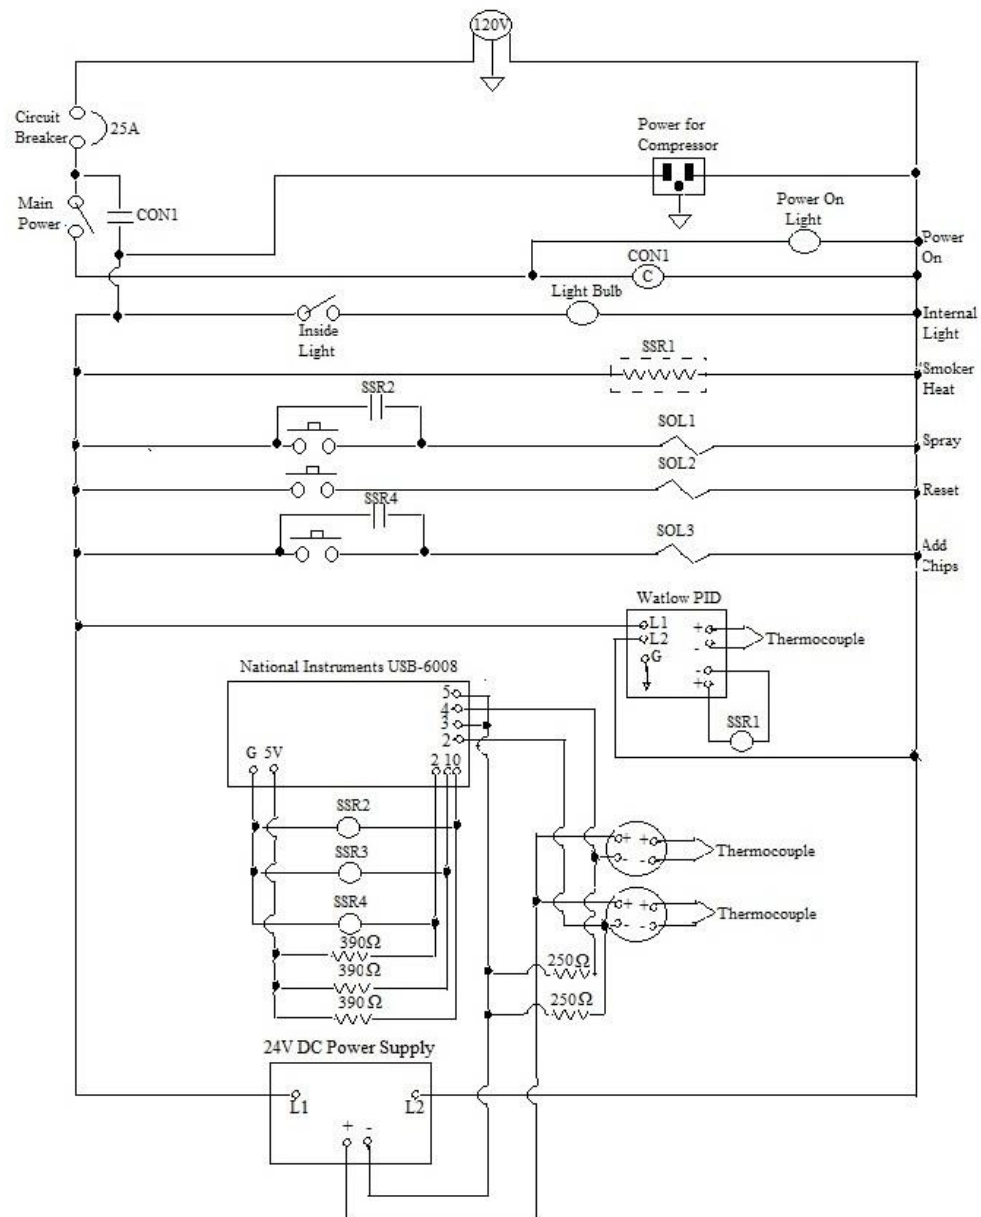 120V
Circuit
Breaker
25A
Power for
Compressor
Main
Power
CON1
Power On
Light
Power
On
CON1
C
Light Bulb
Inside
Light
Internal
Light
SSR1
Smoker
Heat
SSR2
SOL1
Spray
SOL2
Reset
SSR4
SOL3
Add
Chips
Watlow PID
L1
L2
G
+
-
-
+
Thermocouple
SSR1
National Instruments USB-6008
5
4
3
2
G 5V
2 10
SSR2
SSR3
SSR4
+ +
- -
Thermocouple
+ +
- -
Thermocouple
390Ω
390Ω
390Ω
250Ω
250Ω
24V DC Power Supply
L1
L2
+ -